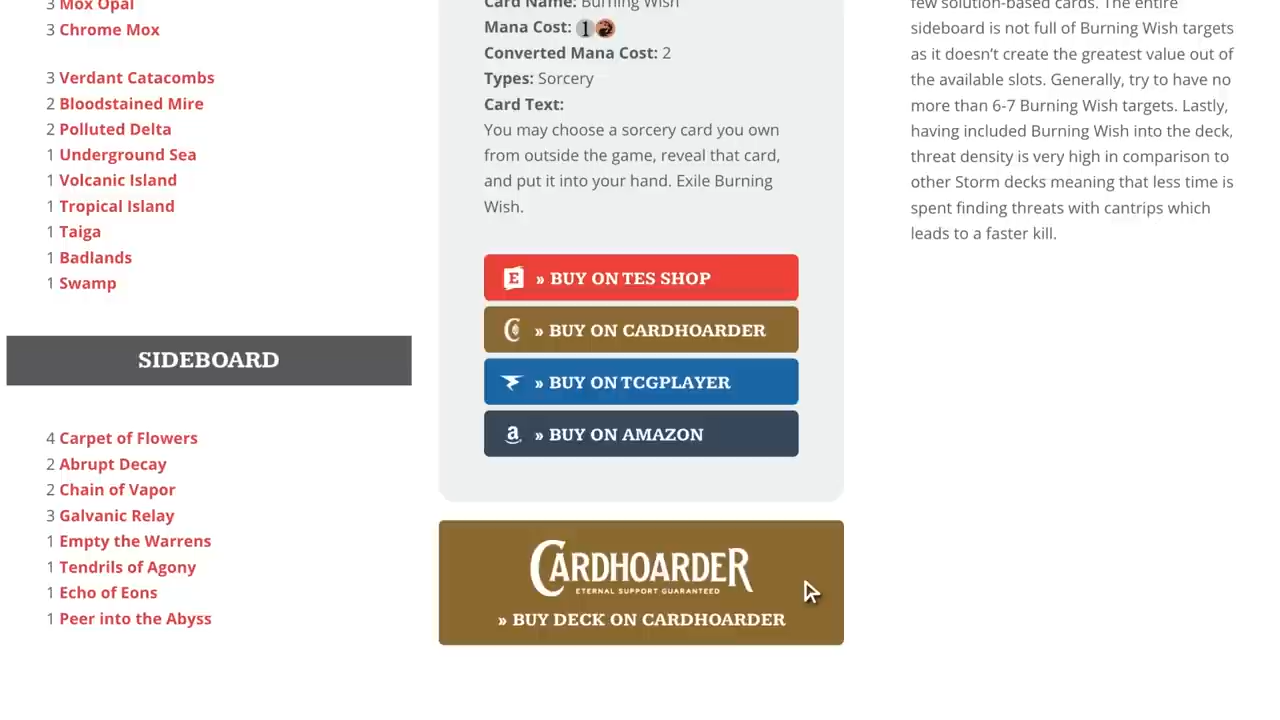 3 Mox Opal
3 Chrome Mox
3 Verdant Catacombs
2 Bloodstained Mire
2 Polluted Delta
1 Underground Sea
1 Volcanic Island
1 Tropical Island
1 Taiga
1 Badlands
1 Swamp
SIDEBOARD
4 Carpet of Flowers
2 Abrupt Decay
2 Chain of Vapor
3 Galvanic Relay
1 Empty the Warrens
1 Tendrils of Agony
1 Echo of Eons
1 Peer into the Abyss
Card Name: Burning Wish
Mana Cost: 1
Converted Mana Cost: 2
Types: Sorcery
Card Text:
You may choose a sorcery card you own
from outside the game, reveal that card,
and put it into your hand. Exile Burning
Wish.
E » BUY ON TES SHOP
» BUY ON CARDHOARDER
» BUY ON TCGPLAYER
a » BUY ON AMAZON
CARDHOARDER
ETERNAL SUPPORT GUARANTEED
» BUY DECK ON CARDHOARDER
few solution-based cards. The entire
sideboard is not full of Burning Wish targets
as it doesn’t create the greatest value out of
the available slots. Generally, try to have no
more than 6-7 Burning Wish targets. Lastly,
having included Burning Wish into the deck,
threat density is very high in comparison to
other Storm decks meaning that less time is
spent finding threats with cantrips which
leads to a faster kill.